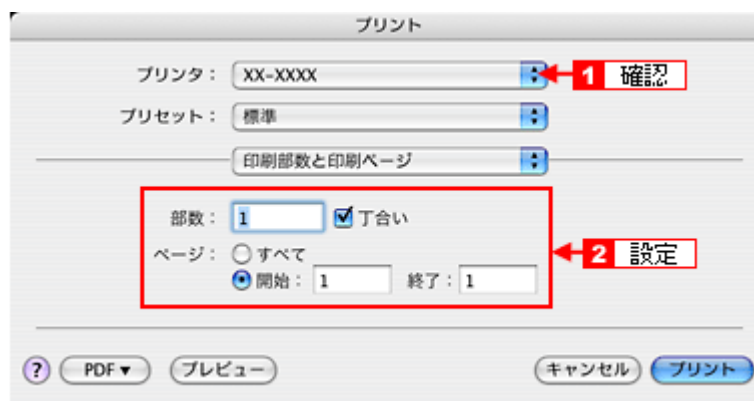 プリント
プリンタ： XX-XXXX 1 確認
プリセット： 標準
印刷部数と印刷ページ
部数： 1 丁合い
ページ： すべて
開始： 1 終了： 1 2 設定
? PDF▼ プレビュー キャンセル プリント